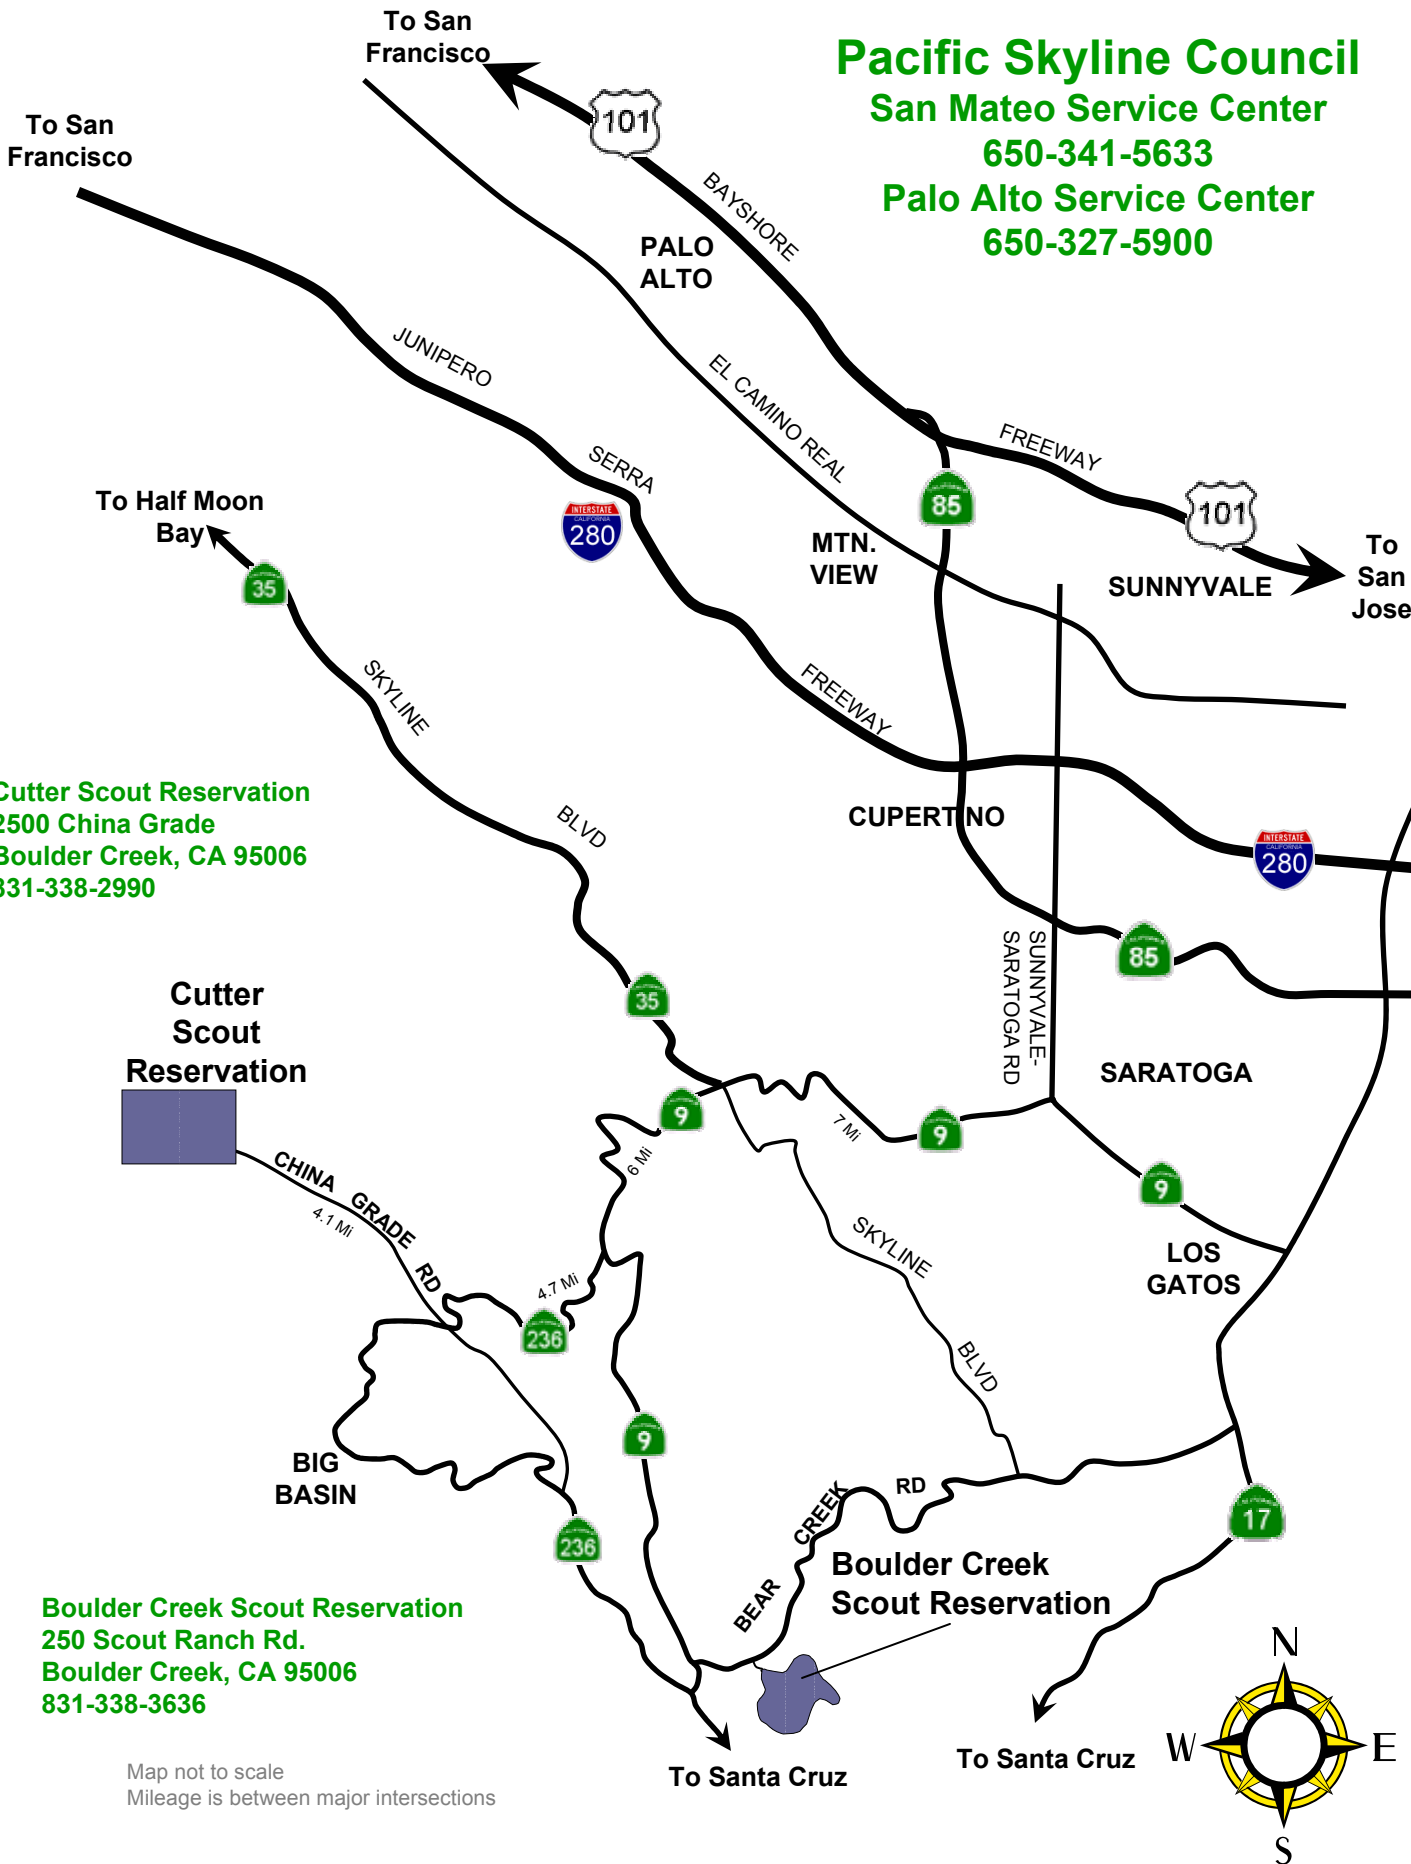 To San
Francisco
Pacific Skyline Council
San Mateo Service Center
650-341-5633
Palo Alto Service Center
650-327-5900
To San
Francisco
101
BAYSHORE
PALO
ALTO
JUNIPERO
EL CAMINO REAL
FREEWAY
SERRA
To Half Moon
Bay
INTERSTATE
CALIFORNIA
280
85
101
MTN.
VIEW
SUNNYVALE
To
San
Jose
35
SKYLINE
FREEWAY
Cutter Scout Reservation
2500 China Grade
Boulder Creek, CA 95006
831-338-2990
BLVD
CUPERTINO
INTERSTATE
CALIFORNIA
280
SUNNYVALE-
SARATOGA RD
85
Cutter
Scout
Reservation
35
SARATOGA
9
7 Mi
9
6 Mi
CHINA GRADE RD
4.1 Mi
9
SKYLINE
LOS
GATOS
4.7 Mi
236
BLVD
9
BIG
BASIN
BEAR CREEK RD
17
236
Boulder Creek
Scout Reservation
Boulder Creek Scout Reservation
250 Scout Ranch Rd.
Boulder Creek, CA 95006
831-338-3636
N
W
E
S
To Santa Cruz
To Santa Cruz
Map not to scale
Mileage is between major intersections